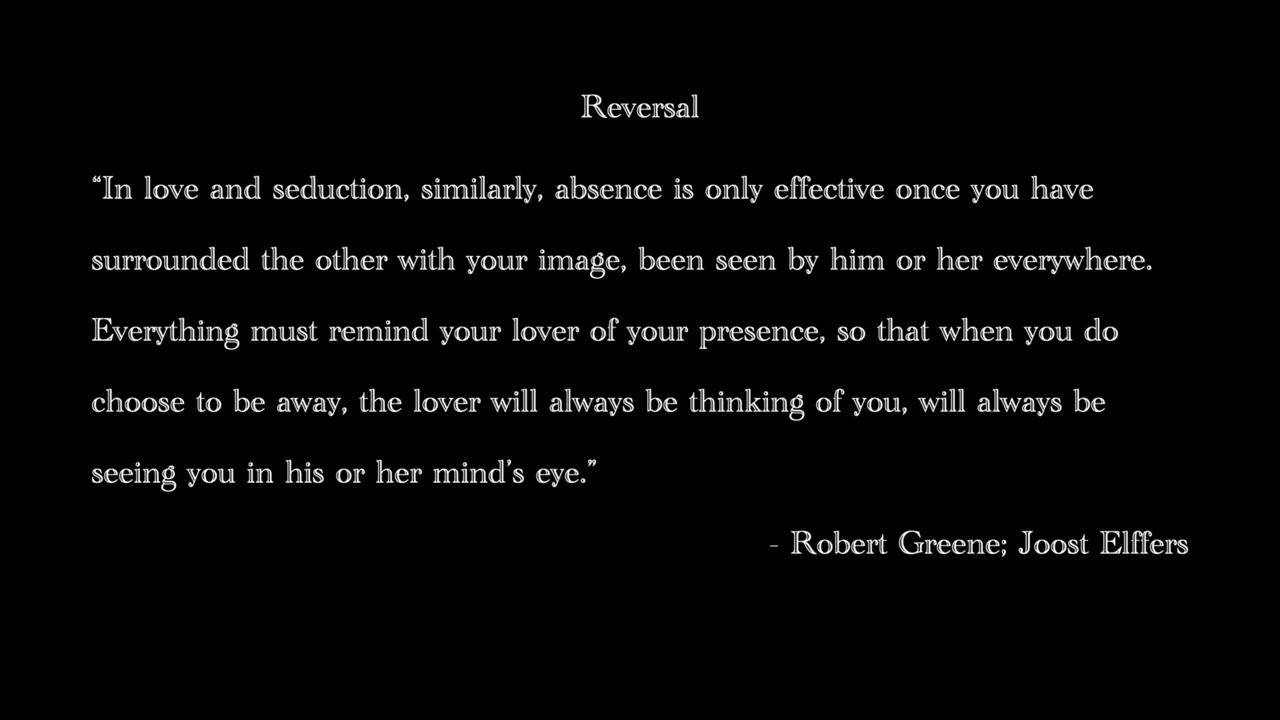 Reversal
“In love and seduction, similarly, absence is only effective once you have
surrounded the other with your image, been seen by him or her everywhere.
Everything must remind your lover of your presence, so that when you do
choose to be away, the lover will always be thinking of you, will always be
seeing you in his or her mind's eye.”
- Robert Greene; Joost Elffers